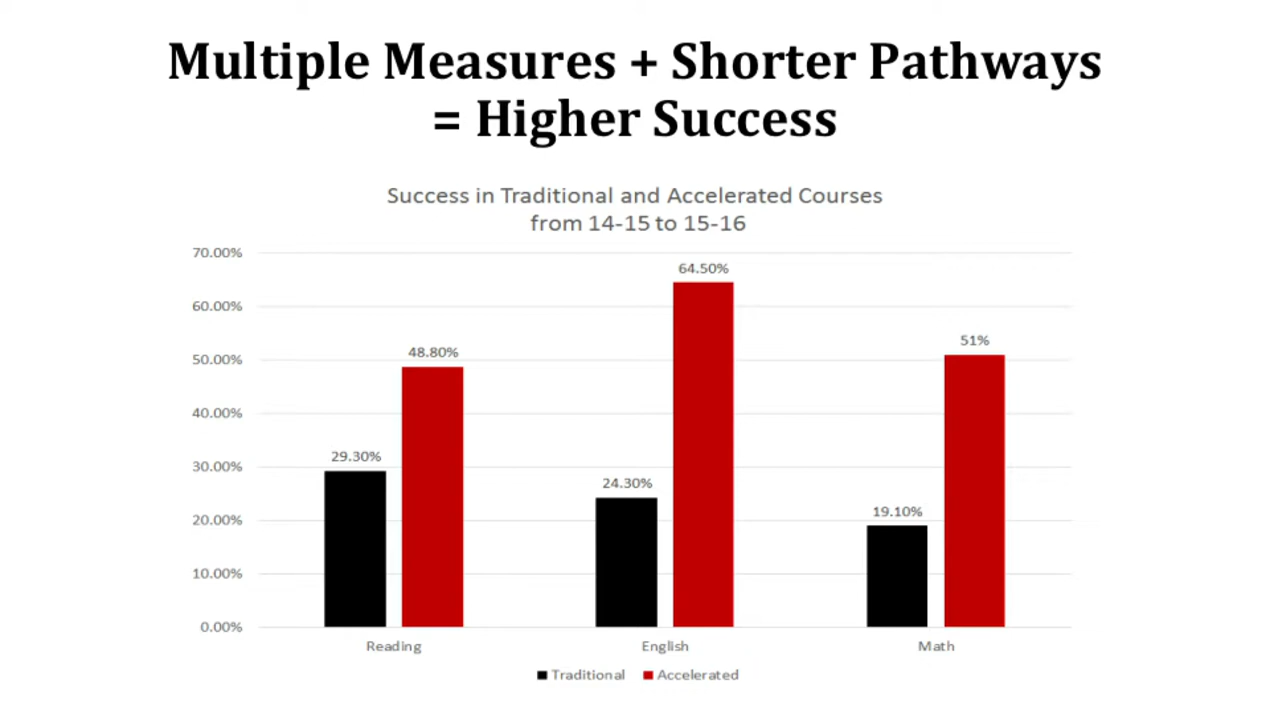 Multiple Measures + Shorter Pathways
= Higher Success
Success in Traditional and Accelerated Courses
from 14-15 to 15-16
70.00%
60.00%
50.00%
40.00%
30.00%
20.00%
10.00%
0.00%
29.30%
48.80%
24.30%
64.50%
19.10%
51%
Reading
English
Math
Traditional
Accelerated